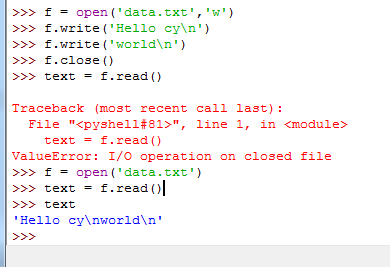 >>> f = open('data.txt','w')
>>> f.write('Hello cy\n')
>>> f.write('world\n')
>>> f.close()
>>> text = f.read()
Traceback (most recent call last):
  File "<pyshell#81>", line 1, in <module>
    text = f.read()
ValueError: I/O operation on closed file
>>> f = open('data.txt')
>>> text = f.read()
>>> text
'Hello cy\nworld\n'
>>>